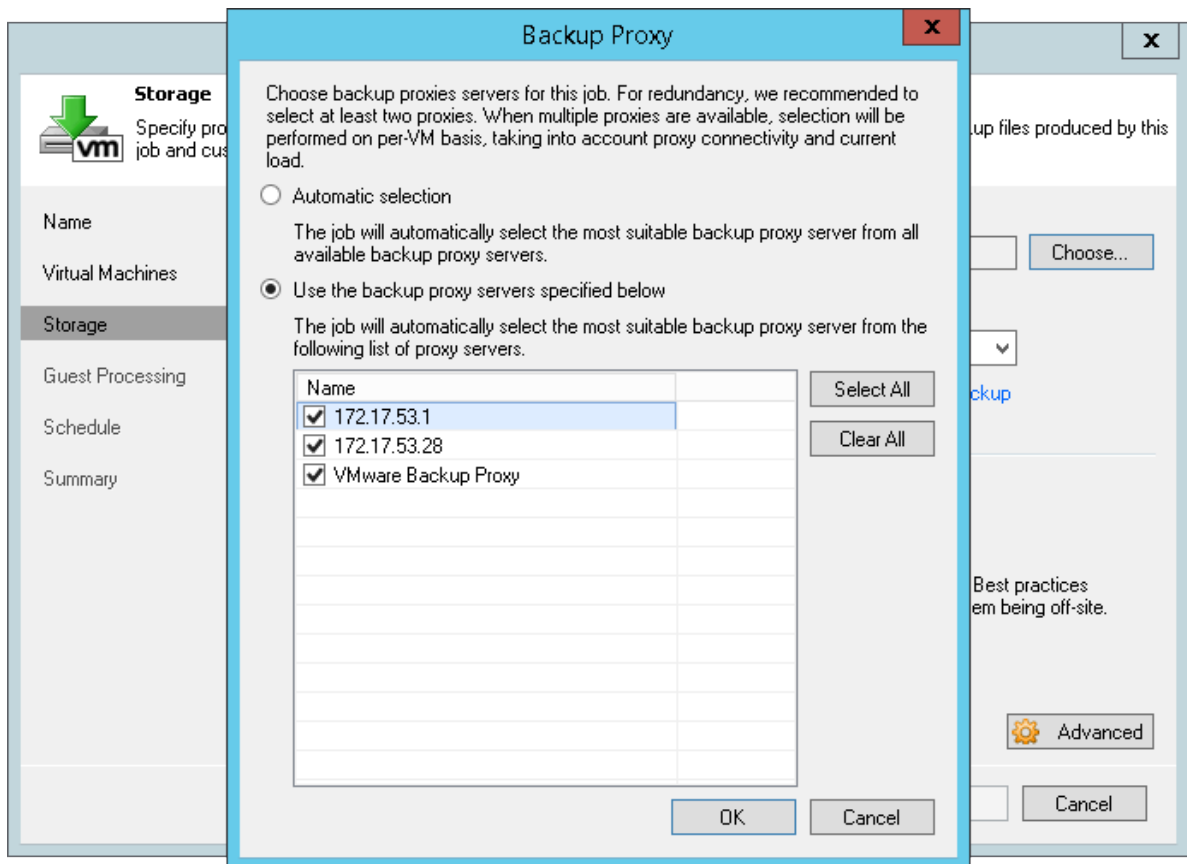 Backup Proxy
x
x
Storage
Specify pro
job and cus
up files produced by this
vm
Choose backup proxies servers for this job. For redundancy, we recommended to
select at least two proxies. When multiple proxies are available, selection will be
performed on per-VM basis, taking into account proxy connectivity and current
load.
Automatic selection
The job will automatically select the most suitable backup proxy server from all
available backup proxy servers.
Use the backup proxy servers specified below
The job will automatically select the most suitable backup proxy server from the
following list of proxy servers.
Name
172.17.53.1
172.17.53.28
VMware Backup Proxy
Select All
Clear All
OK
Cancel
Name
Virtual Machines
Storage
Guest Processing
Schedule
Summary
Choose...
ckup
Best practices
em being off-site.
Advanced
Cancel